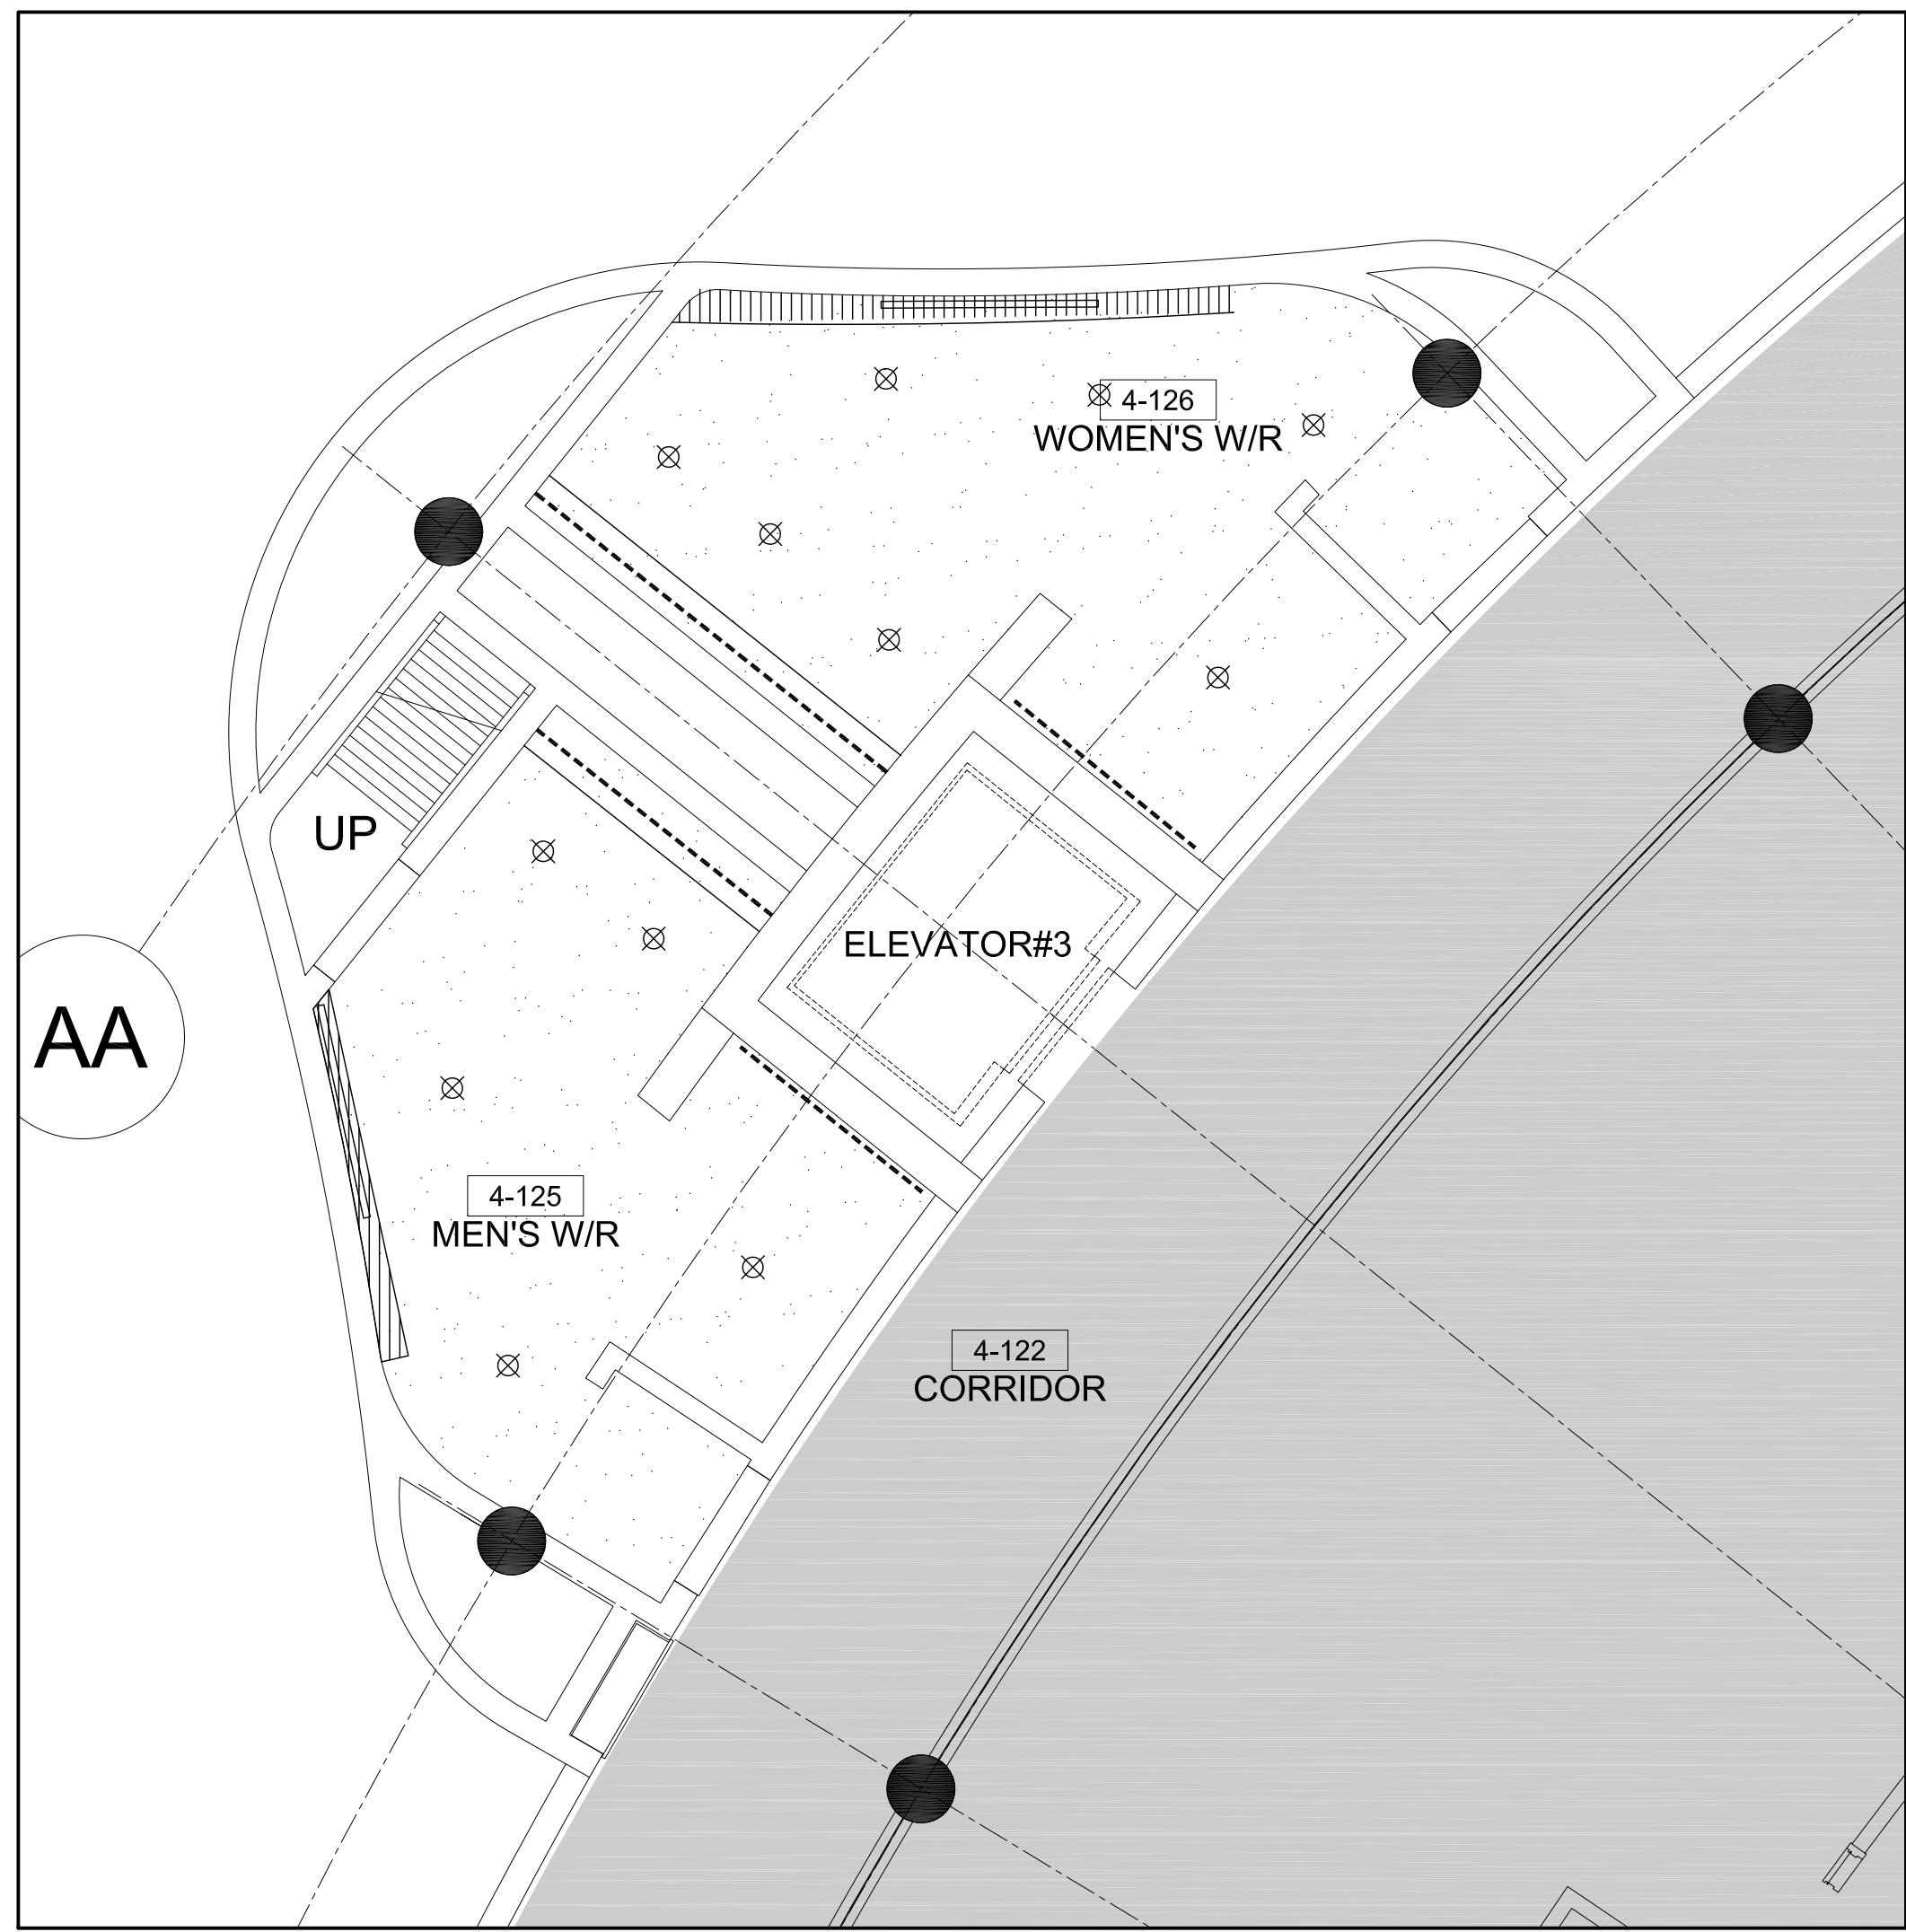 4-126
WOMEN'S W/R
UP
ELEVATOR#3
AA
4-125
MEN'S W/R
4-122
CORRIDOR